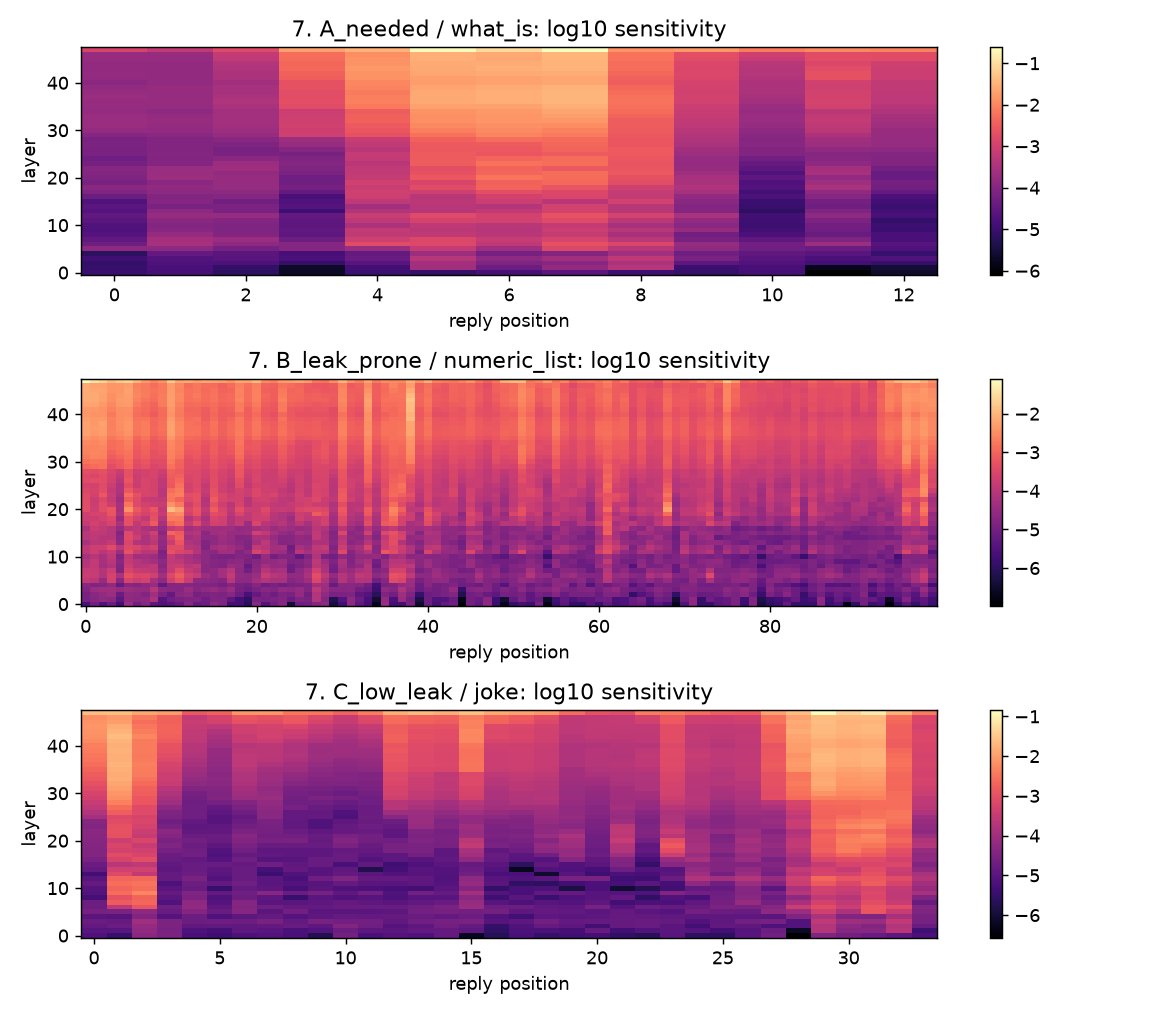 7. A_needed / what_is: log10 sensitivity
layer
40
30
20
10
0
0 2 4 6 8 10 12
reply position
−1
−2
−3
−4
−5
−6
7. B_leak_prone / numeric_list: log10 sensitivity
layer
40
30
20
10
0
0 20 40 60 80
reply position
−2
−3
−4
−5
−6
7. C_low_leak / joke: log10 sensitivity
layer
40
30
20
10
0
0 5 10 15 20 25 30
reply position
−1
−2
−3
−4
−5
−6